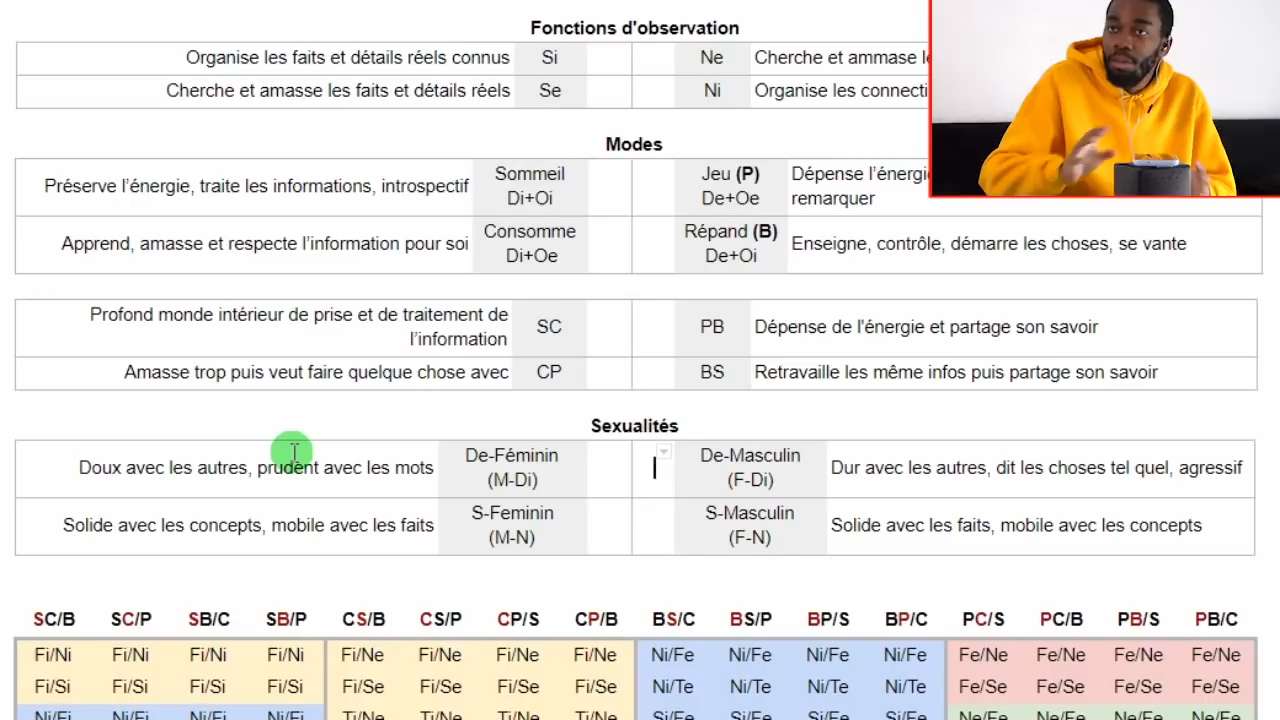 Fonctions d'observation
Organise les faits et détails réels connus Si Ne Cherche et ammase
Cherche et amasse les faits et détails réels Se Ni Organise les
Modes
Préserve l’énergie, traite les informations, introspectif Sommeil Di+Oi Jeu (P) De+Oe Dépense
remarquer
Apprend, amasse et respecte l’information pour soi Consomme Di+Oe Répand (B) De+Oi Enseigne, contrôle, démarre les choses, se vante
Profond monde intérieur de prise et de traitement de
l’information SC PB Dépense de l'énergie et partage son savoir
Amasse trop puis veut faire quelque chose avec CP BS Retravaille les même infos puis partage son savoir
Sexualités
Doux avec les autres, prudent avec les mots De-Féminin (M-Di) De-Masculin (F-Di) Dur avec les autres, dit les choses tel quel, agressif
Solide avec les concepts, mobile avec les faits S-Feminin (M-N) S-Masculin (F-N) Solide avec les faits, mobile avec les concepts
SC/B SC/P SB/C SB/P CS/B CS/P CP/S CP/B BS/C BS/P BP/S BP/C PC/S PC/B PB/S PB/C
Fi/Ni Fi/Ni Fi/Ni Fi/Ni Fi/Ne Fi/Ne Fi/Ne Fi/Ne Ni/Fe Ni/Fe Ni/Fe Ni/Fe Fe/Ne Fe/Ne Fe/Ne Fe/Ne
Fi/Si Fi/Si Fi/Si Fi/Si Fi/Se Fi/Se Fi/Se Fi/Se Ni/Te Ni/Te Ni/Te Ni/Te Fe/Se Fe/Se Fe/Se Fe/Se